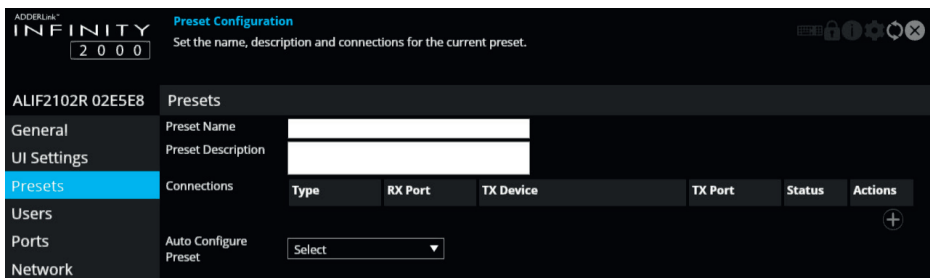 ADDERLink™
INFINITY
2000
Preset Configuration
Set the name, description and connections for the current preset.
ALIF2102R 02E5E8
Presets
General
UI Settings
Presets
Users
Ports
Network
Preset Name
Preset Description
Connections
Type RX Port TX Device TX Port Status Actions
Auto Configure
Preset
Select